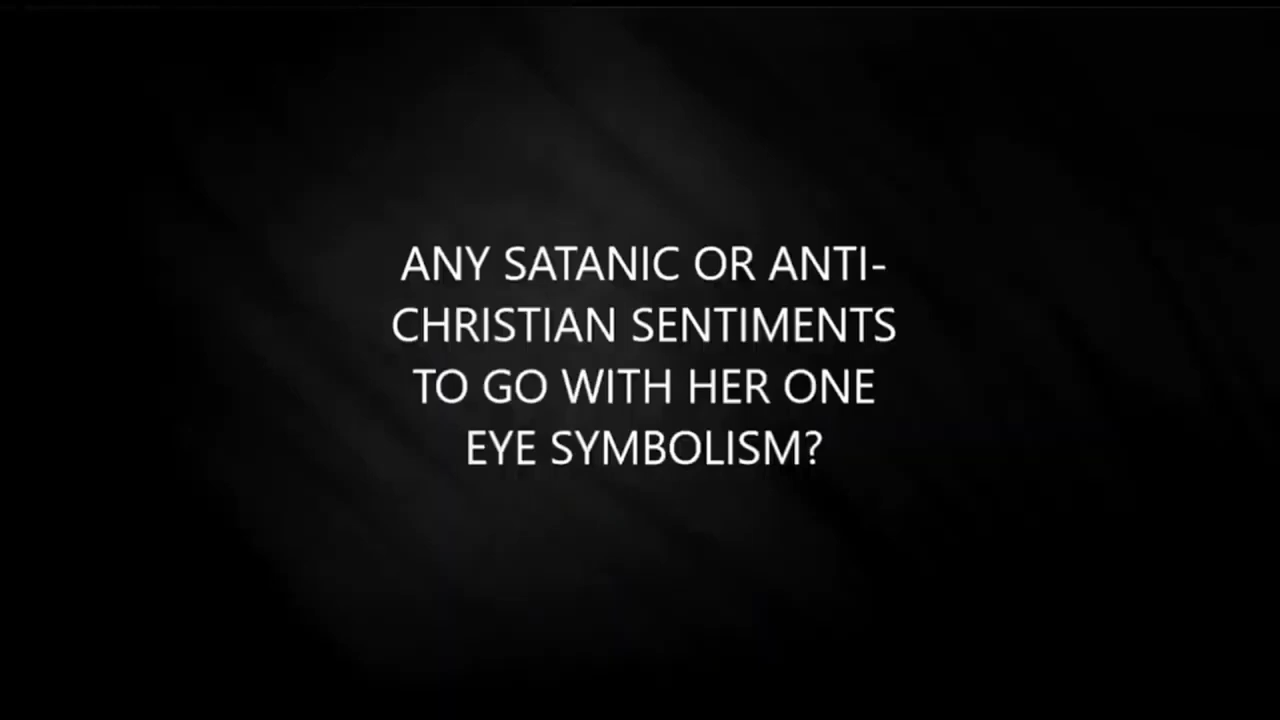 ANY SATANIC OR ANTI-
CHRISTIAN SENTIMENTS
TO GO WITH HER ONE
EYE SYMBOLISM?